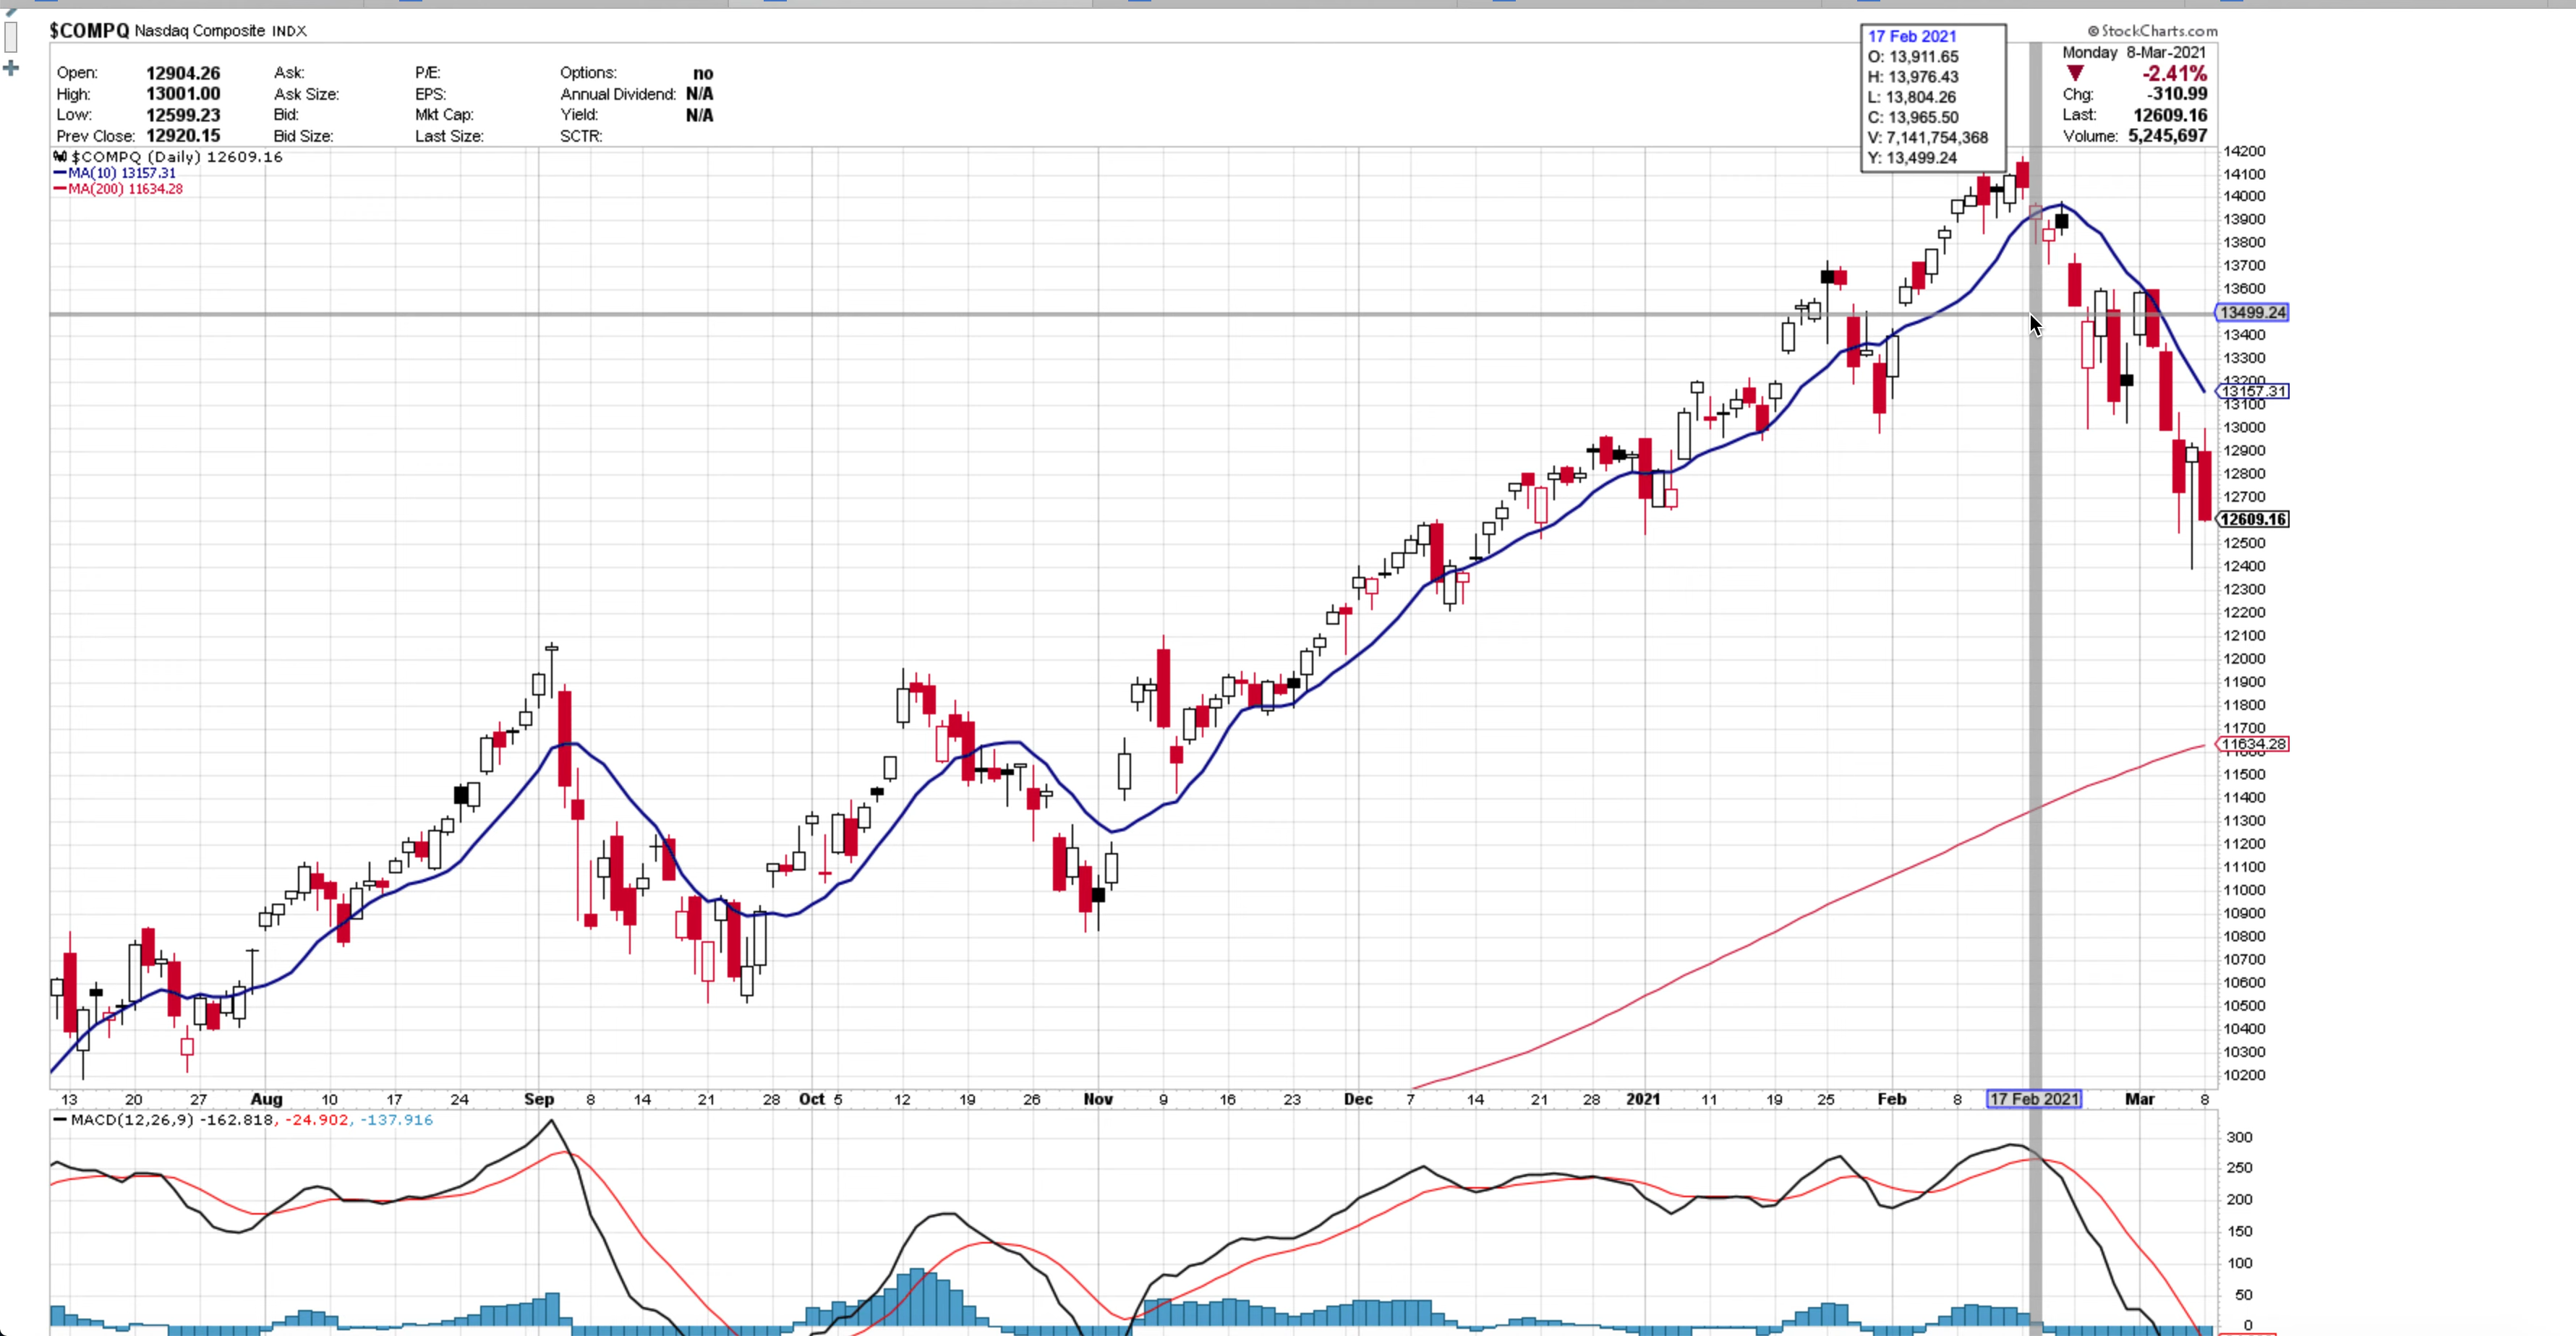 $COMPQ Nasdaq Composite INDX
© StockCharts.com
17 Feb 2021
O: 13,911.65
H: 13,976.43
L: 13,804.26
C: 13,965.50
V: 7,141,754,368
Y: 13,499.24
Monday 8-Mar-2021
▼ -2.41%
Chg: -310.99
Last: 12609.16
Volume: 5,245,697
Open: 12904.26 Ask: P/E: Options: no
High: 13001.00 Ask Size: EPS: Annual Dividend: N/A
Low: 12599.23 Bid: Mkt Cap: Yield: N/A
Prev Close: 12920.15 Bid Size: Last Size: SCTR:
$COMPQ (Daily) 12609.16
MA(10) 13157.31
MA(200) 11634.28
14200
14100
14000
13900
13800
13700
13600
13499.24
13400
13300
13200
13157.31
13100
13000
12900
12800
12700
12609.16
12500
12400
12300
12200
12100
12000
11900
11800
11700
11634.28
11500
11400
11300
11200
11100
11000
10900
10800
10700
10600
10500
10400
10300
10200
13 20 27 Aug 10 17 24 Sep 8 14 21 28 Oct 5 12 19 26 Nov 9 16 23 Dec 7 14 21 28 2021 11 19 25 Feb 8 17 Feb 2021 Mar 8
MACD(12,26,9) -162.818, -24.902, -137.916
300
250
200
150
100
50
0